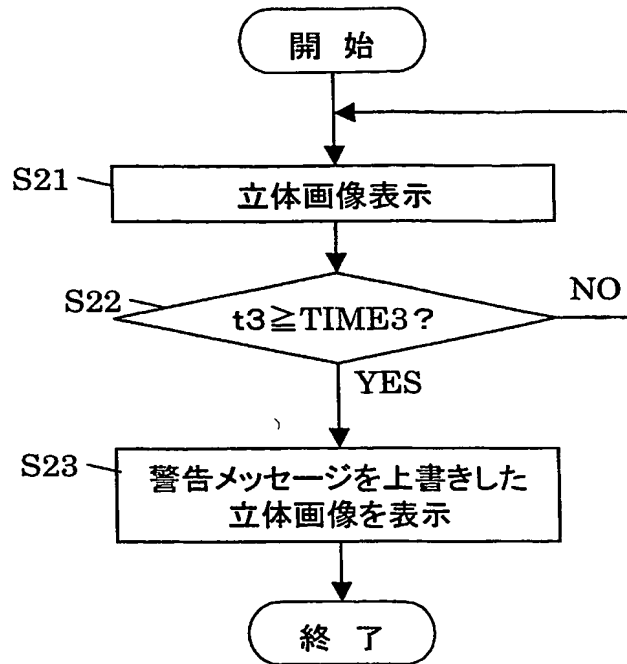 開始
S21
立体画像表示
S22
t3≧TIME3?
NO
YES
S23
警告メッセージを上書きした
立体画像を表示
終了